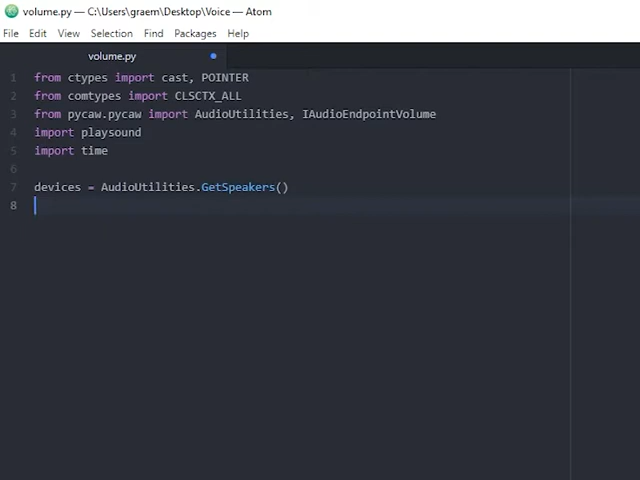 volume.py — C:\Users\graem\Desktop\Voice — Atom
File Edit View Selection Find Packages Help
volume.py
1 from ctypes import cast, POINTER
2 from comtypes import CLSCTX_ALL
3 from pycaw.pycaw import AudioUtilities, IAudioEndpointVolume
4 import playsound
5 import time
6
7 devices = AudioUtilities.GetSpeakers()
8